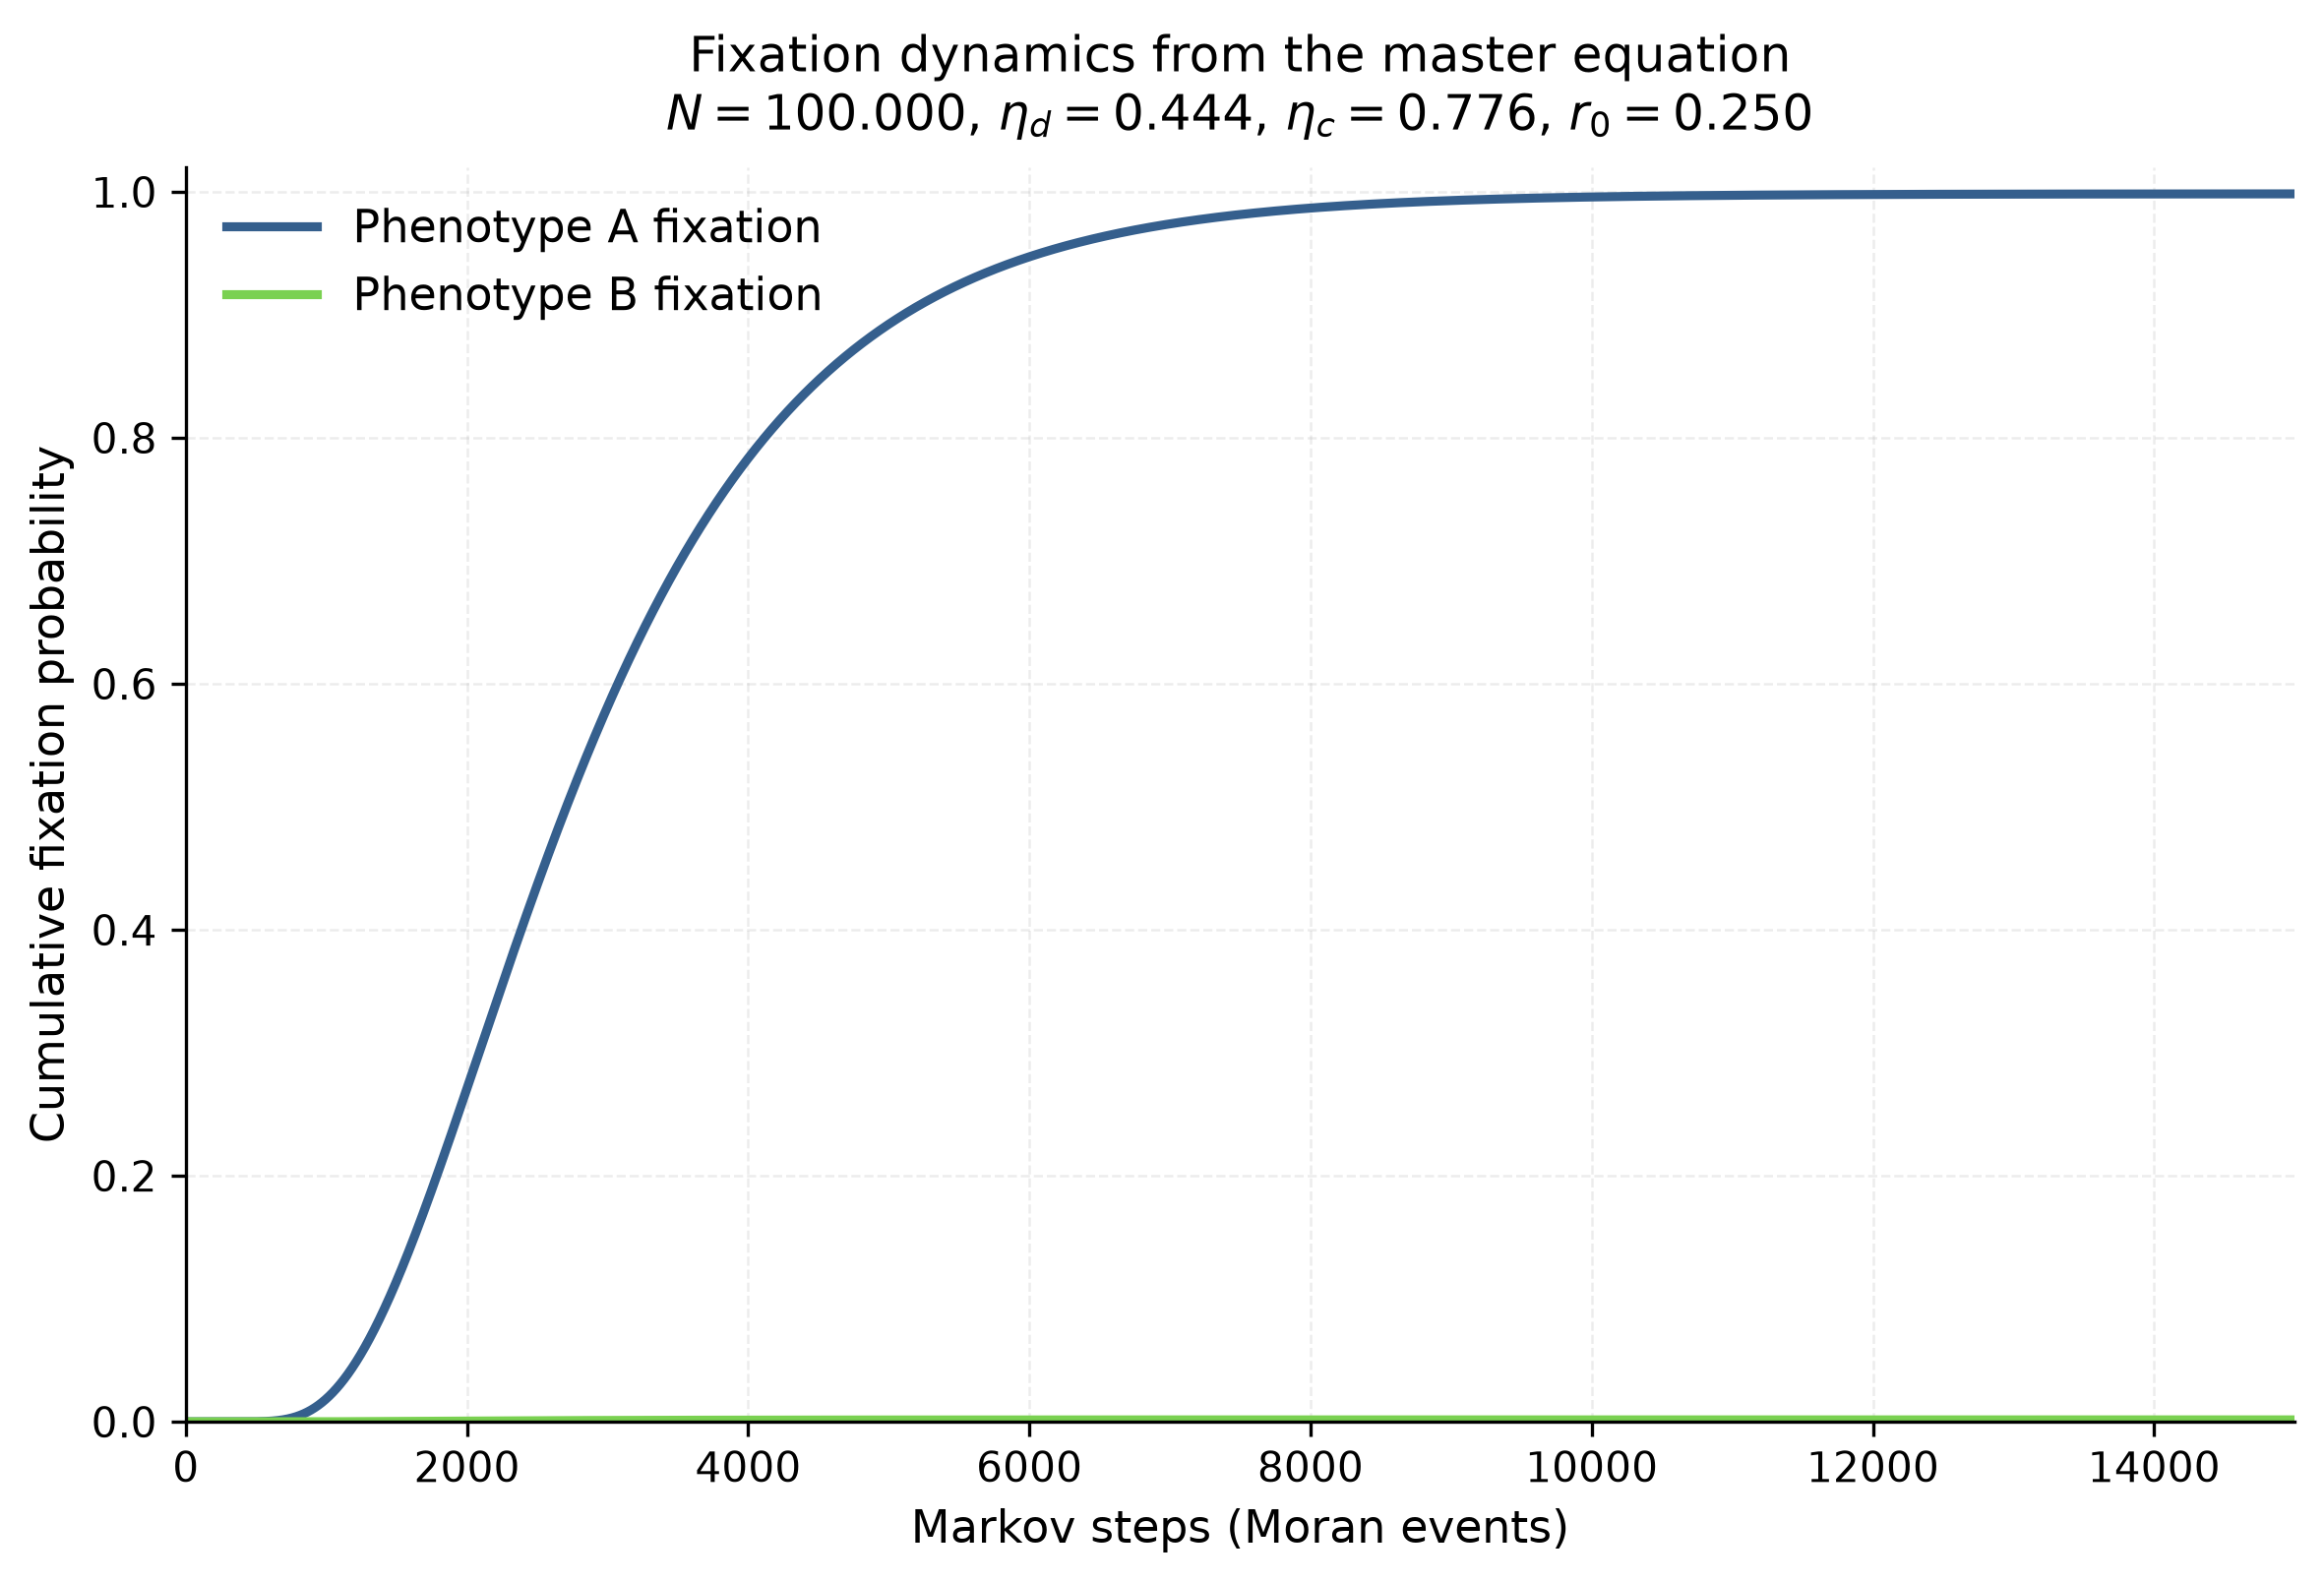 Fixation dynamics from the master equation
N = 100.000, η_d = 0.444, η_c = 0.776, r_0 = 0.250
Phenotype A fixation
Phenotype B fixation
Cumulative fixation probability
1.0
0.8
0.6
0.4
0.2
0.0
0 2000 4000 6000 8000 10000 12000 14000
Markov steps (Moran events)